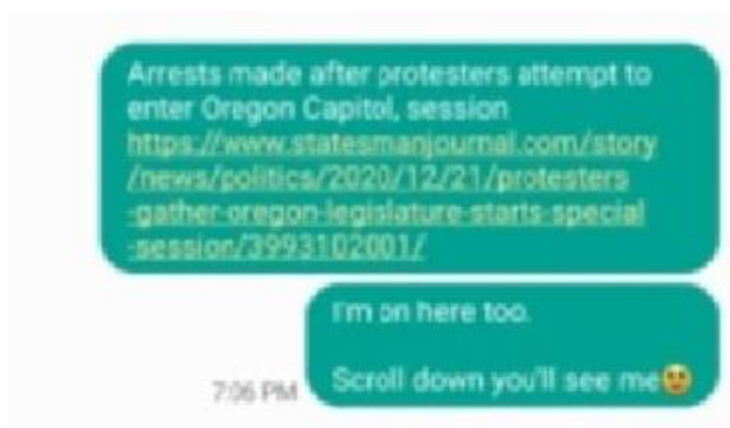 Arrests made after protesters attempt to
enter Oregon Capitol, session
https://www.statesmanjournal.com/story
/news/politics/2020/12/21/protesters
-gather-oregon-legislature-starts-special
-session/3993102001/
I'm on here too.
Scroll down you'll see me🙂
7:06 PM